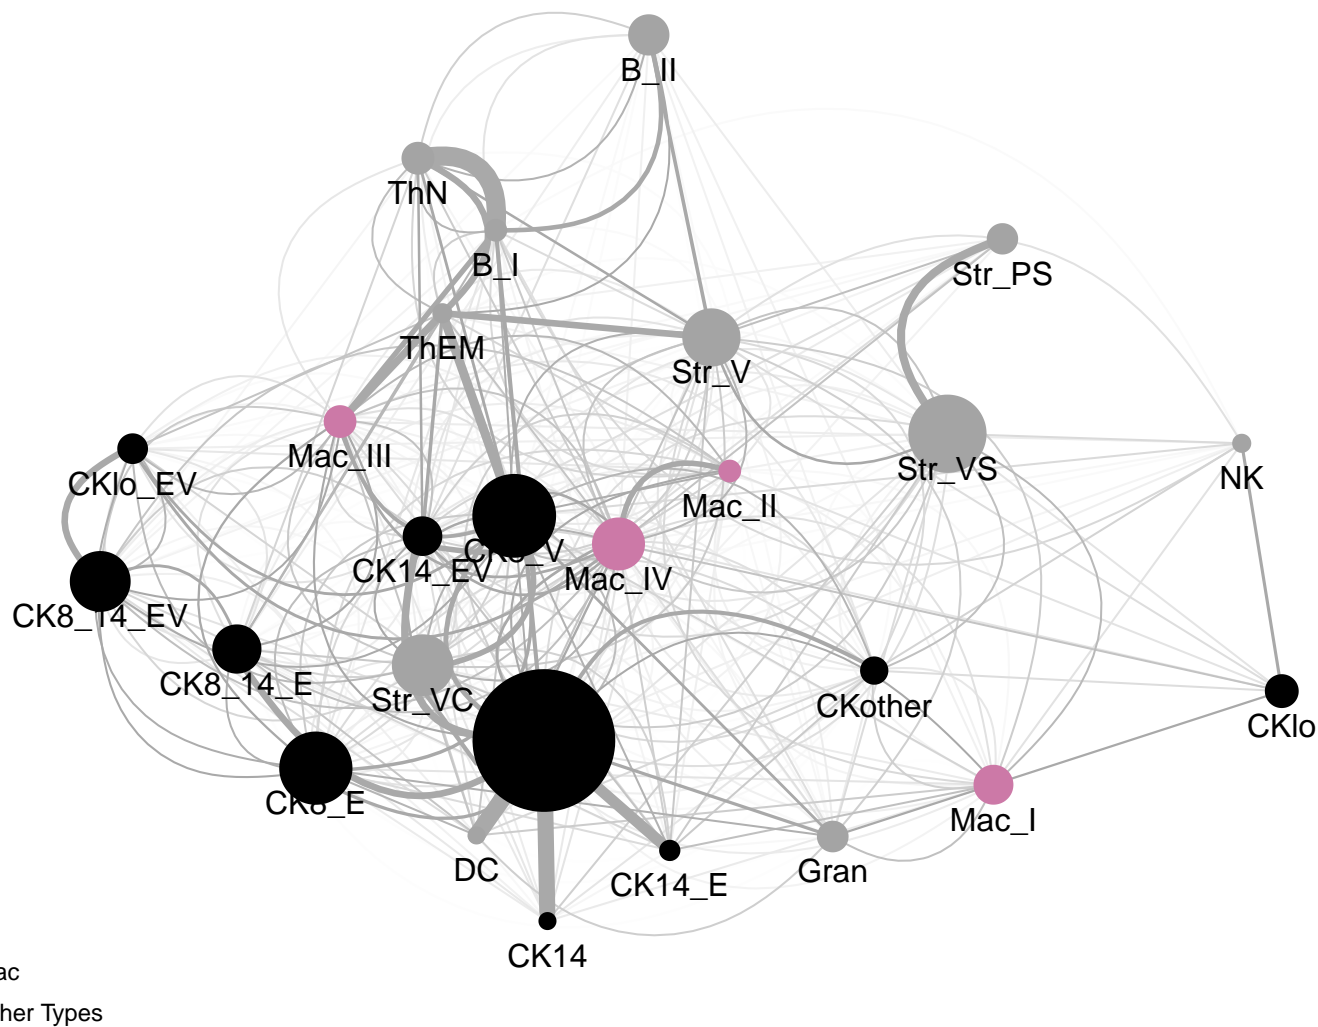 B_II
ThN
B_I
Str_PS
ThEM
Str_V
Mac_III
Str_VS
CKlo_EV
NK
Mac_II
CK14_EV
Mac_IV
CK8_14_EV
CK8_14_E
Str_VC
CKother
CKlo
CK8_E
Mac_I
DC
CK14_E
Gran
CK14
ac
her Types